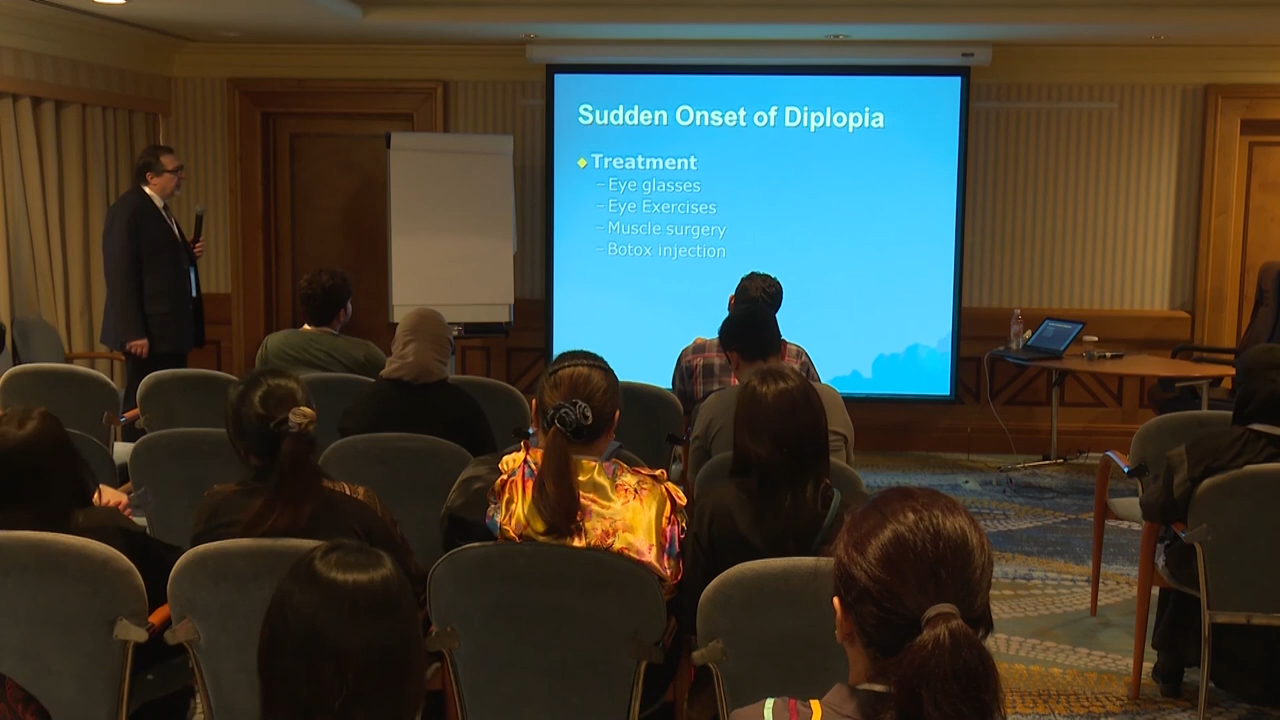 Sudden Onset of Diplopia
Treatment
– Eye glasses
– Eye Exercises
– Muscle surgery
– Botox injection